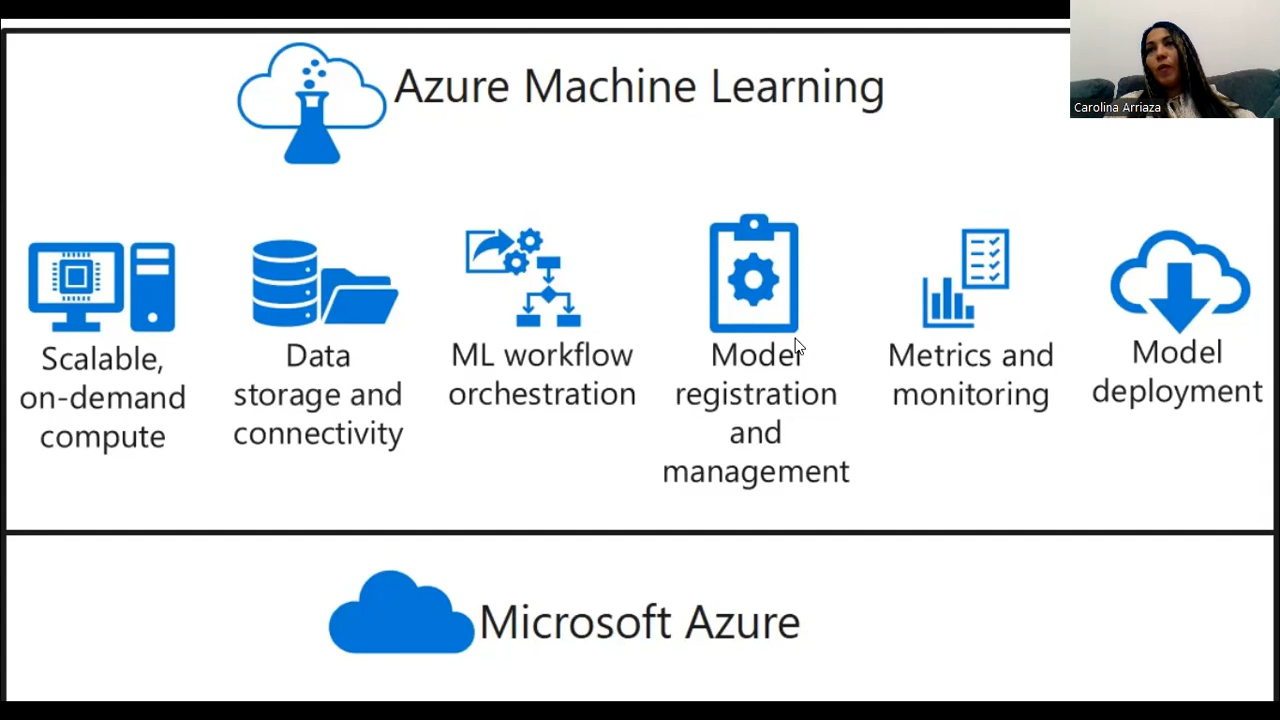 Azure Machine Learning
Carolina Arriaza
Scalable,
on-demand
compute
Data
storage and
connectivity
ML workflow
orchestration
Model
registration
and
management
Metrics and
monitoring
Model
deployment
Microsoft Azure